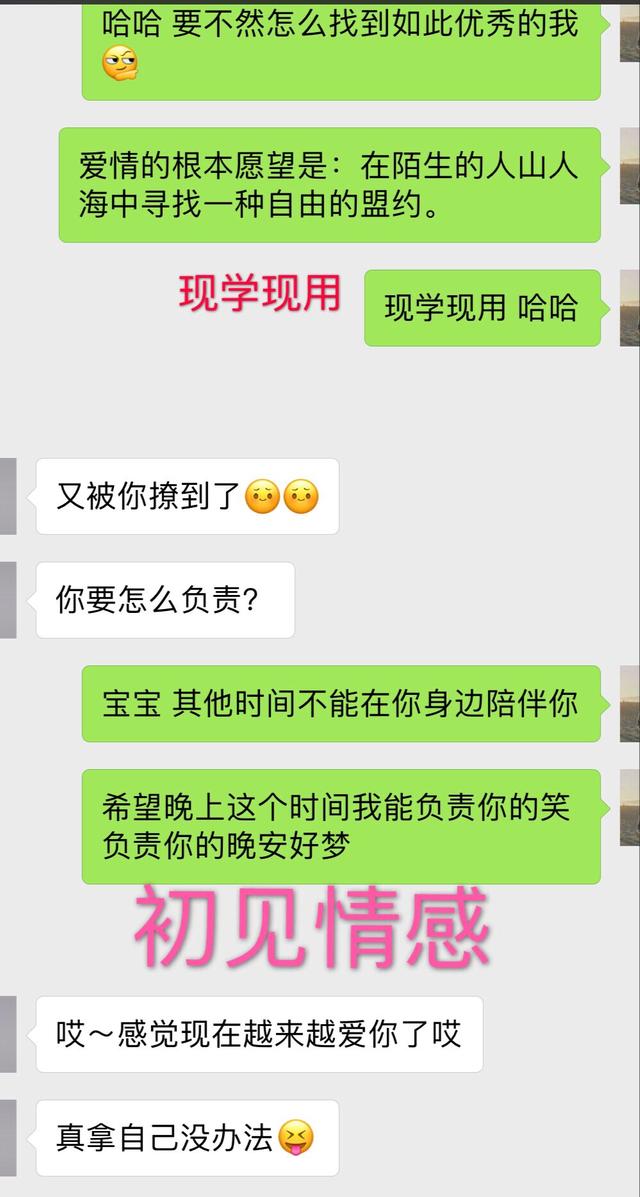 哈哈 要不然怎么找到如此优秀的我
爱情的根本愿望是：在陌生的人山人
海中寻找一种自由的盟约。
现学现用
现学现用 哈哈
又被你撩到了
你要怎么负责？
宝宝 其他时间不能在你身边陪伴你
希望晚上这个时间我能负责你的笑
负责你的晚安好梦
初见情感
哎～感觉现在越来越爱你了哎
真拿自己没办法